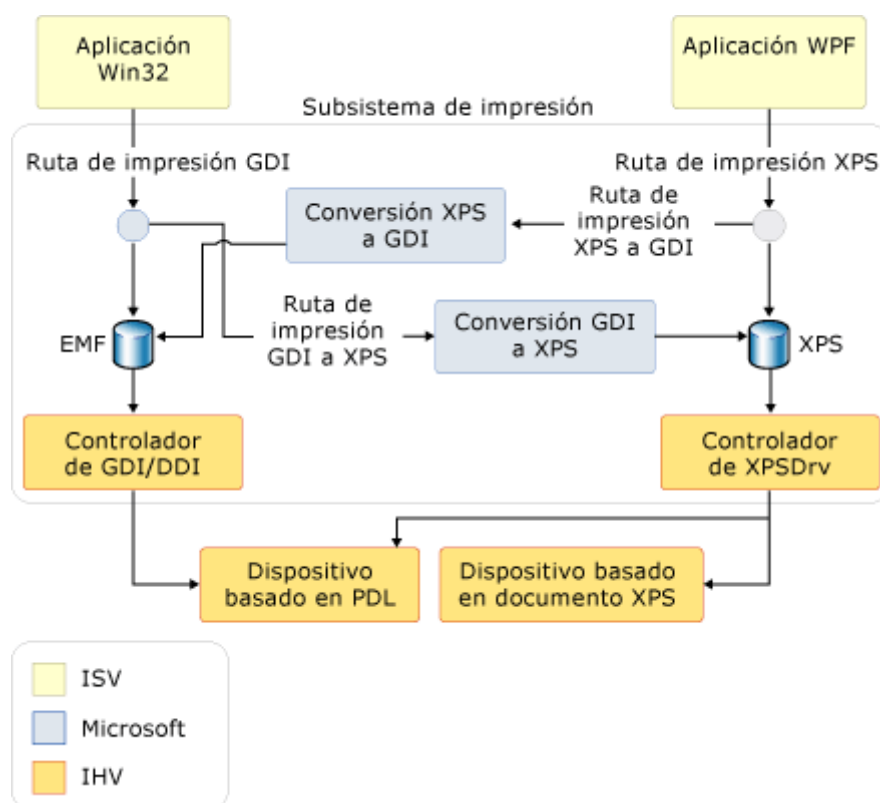 Aplicación
Win32
Aplicación WPF
Subsistema de impresión
Ruta de impresión GDI
Ruta de impresión XPS
Conversión XPS
a GDI
Ruta de
impresión
XPS a GDI
EMF
Ruta de
impresión
GDI a XPS
Conversión GDI
a XPS
XPS
Controlador
de GDI/DDI
Controlador
de XPSDrv
Dispositivo
basado en PDL
Dispositivo basado
en documento XPS
ISV
Microsoft
IHV